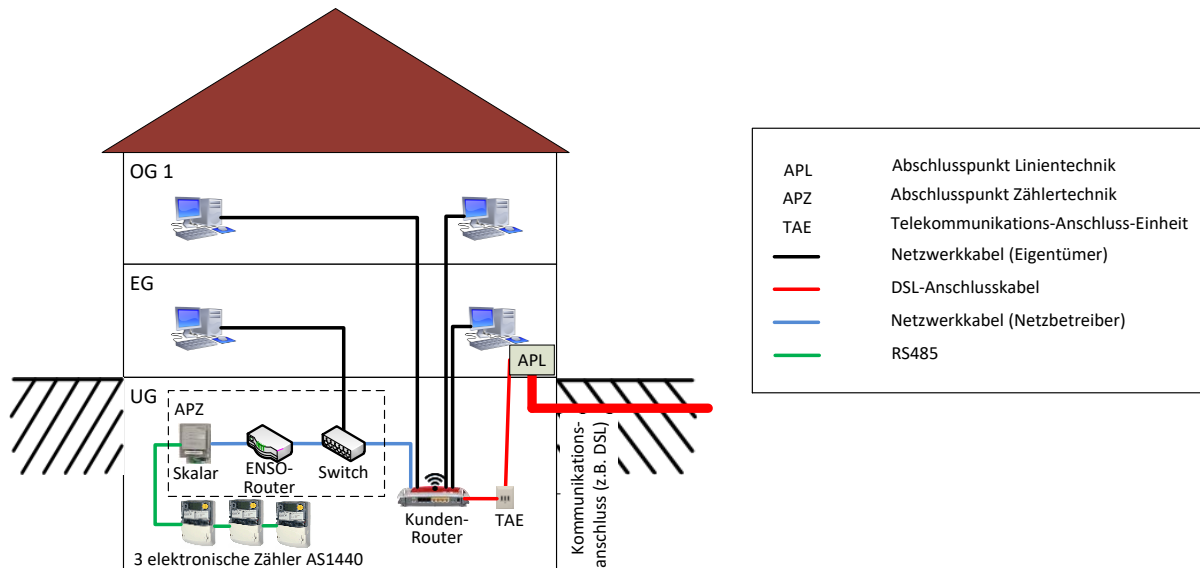 OG 1
EG
APL
UG
APZ
Skalar
ENSO-
Router
Switch
Kunden-
Router
TAE
3 elektronische Zähler AS1440
Kommunikations-
anschluss (z.B. DSL)
APL Abschlusspunkt Linientechnik
APZ Abschlusspunkt Zählertechnik
TAE Telekommunikations-Anschluss-Einheit
Netzwerkkabel (Eigentümer)
DSL-Anschlusskabel
Netzwerkkabel (Netzbetreiber)
RS485